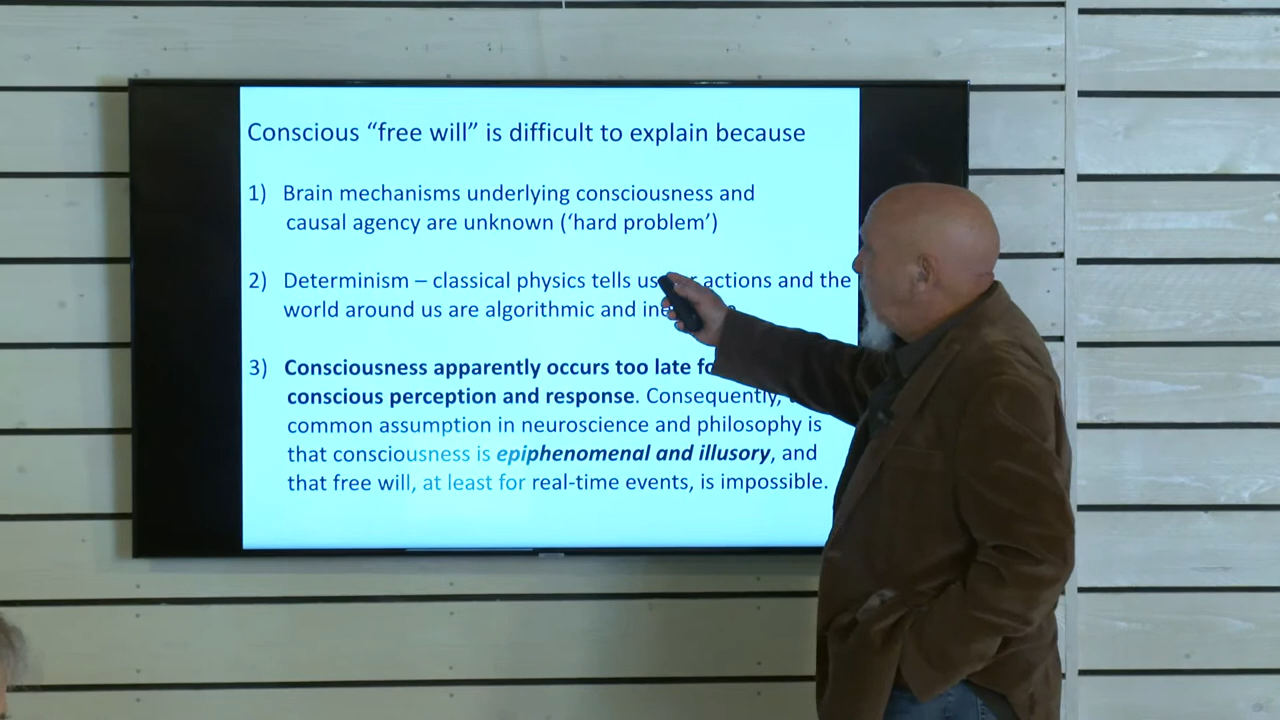 Conscious “free will” is difficult to explain because
1) Brain mechanisms underlying consciousness and
causal agency are unknown (‘hard problem’)
2) Determinism – classical physics tells us actions and the
world around us are algorithmic and
3) Consciousness apparently occurs too late
conscious perception and response. Consequently,
common assumption in neuroscience and philosophy is
that consciousness is epiphenomenal and illusory, and
that free will, at least for real-time events, is impossible.